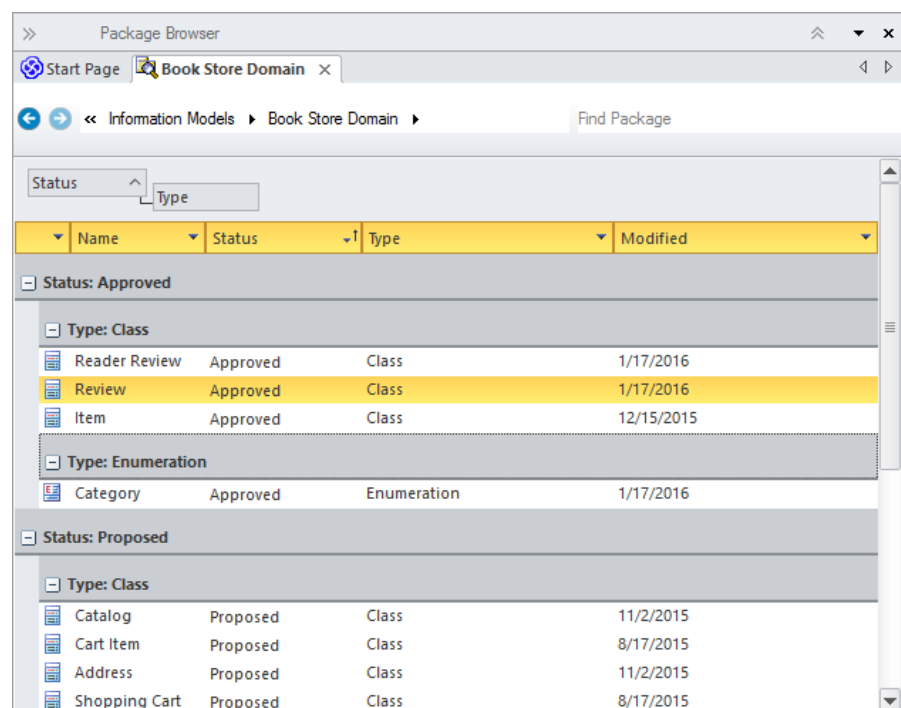 Package Browser
Start Page Book Store Domain
Information Models Book Store Domain Find Package
Status
Type
Name Status Type Modified
Status: Approved
Type: Class
Reader Review Approved Class 1/17/2016
Review Approved Class 1/17/2016
Item Approved Class 12/15/2015
Type: Enumeration
Category Approved Enumeration 1/17/2016
Status: Proposed
Type: Class
Catalog Proposed Class 11/2/2015
Cart Item Proposed Class 8/17/2015
Address Proposed Class 11/2/2015
Shopping Cart Proposed Class 8/17/2015